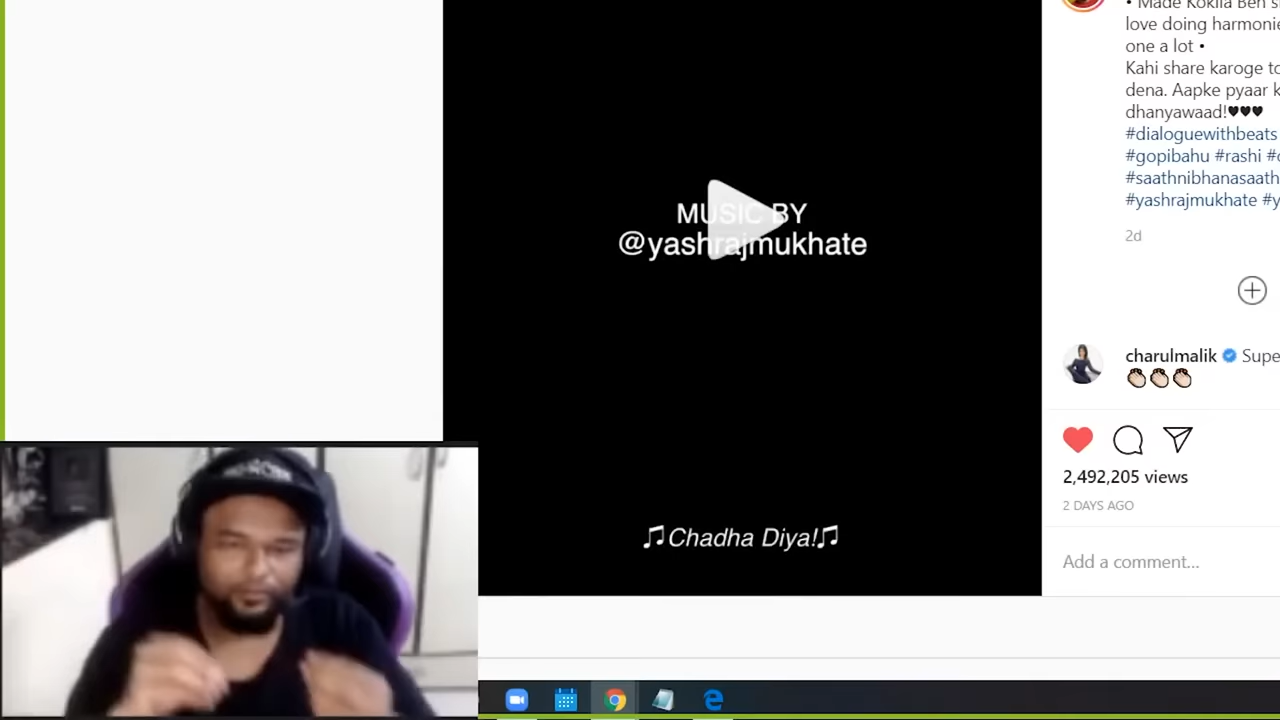 • Made Kokila Ben s
love doing harmonie
one a lot •
Kahi share karoge to
dena. Aapke pyaar k
dhanyawaad!♥♥♥
#dialoguewithbeats
#gopibahu #rashi #
#saathnibhanasaath
#yashrajmukhate #y
2d
MUSIC BY
@yashrajmukhate
charulmalik Supe
👏🏻👏🏻👏🏻
2,492,205 views
2 DAYS AGO
♫Chadha Diya!♫
Add a comment...